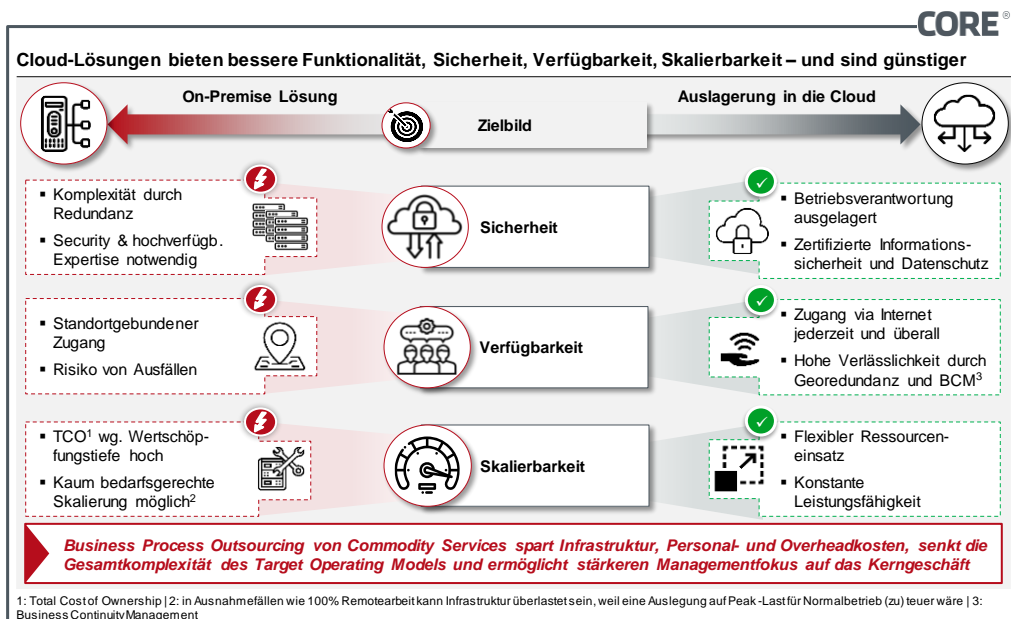 CORE®
Cloud-Lösungen bieten bessere Funktionalität, Sicherheit, Verfügbarkeit, Skalierbarkeit – und sind günstiger
On-Premise Lösung
Zielbild
Auslagerung in die Cloud
▪ Komplexität durch
Redundanz
▪ Security & hochverfügb.
Expertise notwendig
Sicherheit
▪ Betriebsverantwortung
ausgelagert
▪ Zertifizierte Informations-
sicherheit und Datenschutz
▪ Standortgebundener
Zugang
▪ Risiko von Ausfällen
Verfügbarkeit
▪ Zugang via Internet
jederzeit und überall
▪ Hohe Verlässlichkeit durch
Georedundanz und BCM³
▪ TCO¹ wg. Wertschöp-
fungstiefe hoch
▪ Kaum bedarfsgerechte
Skalierung möglich²
Skalierbarkeit
▪ Flexibler Ressourcen-
einsatz
▪ Konstante
Leistungsfähigkeit
Business Process Outsourcing von Commodity Services spart Infrastruktur, Personal- und Overheadkosten, senkt die
Gesamtkomplexität des Target Operating Models und ermöglicht stärkeren Managementfokus auf das Kerngeschäft
1: Total Cost of Ownership | 2: in Ausnahmefällen wie 100% Remotearbeit kann Infrastruktur überlastet sein, weil eine Auslegung auf Peak-Last für Normalbetrieb (zu) teuer wäre | 3:
Business Continuity Management